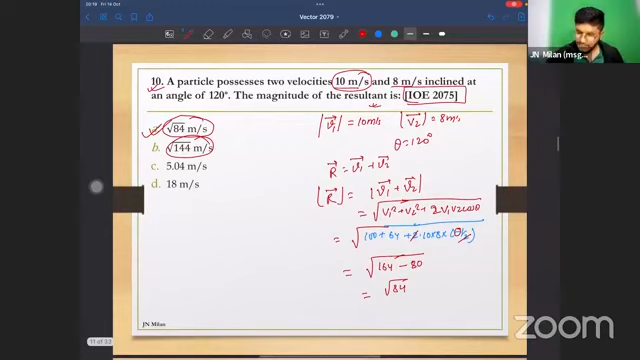 20:19 Fri 14 Oct
Vector 2079
JN Milan (msg...
10. A particle possesses two velocities 10 m/s and 8 m/s inclined at
an angle of 120°. The magnitude of the resultant is: [IOE 2075]
a. √84 m/s
b. √144 m/s
c. 5.04 m/s
d. 18 m/s
|v₁| = 10m/s |v₂| = 8m/s
θ = 120°
R = v₁ + v₂
|R| = |v₁ + v₂|
= √v₁² + v₂² + 2v₁v₂cosθ
= √100 + 64 + 2·10×8×
= √164 - 80
= √84
11 of 33
JN Milan
zoom